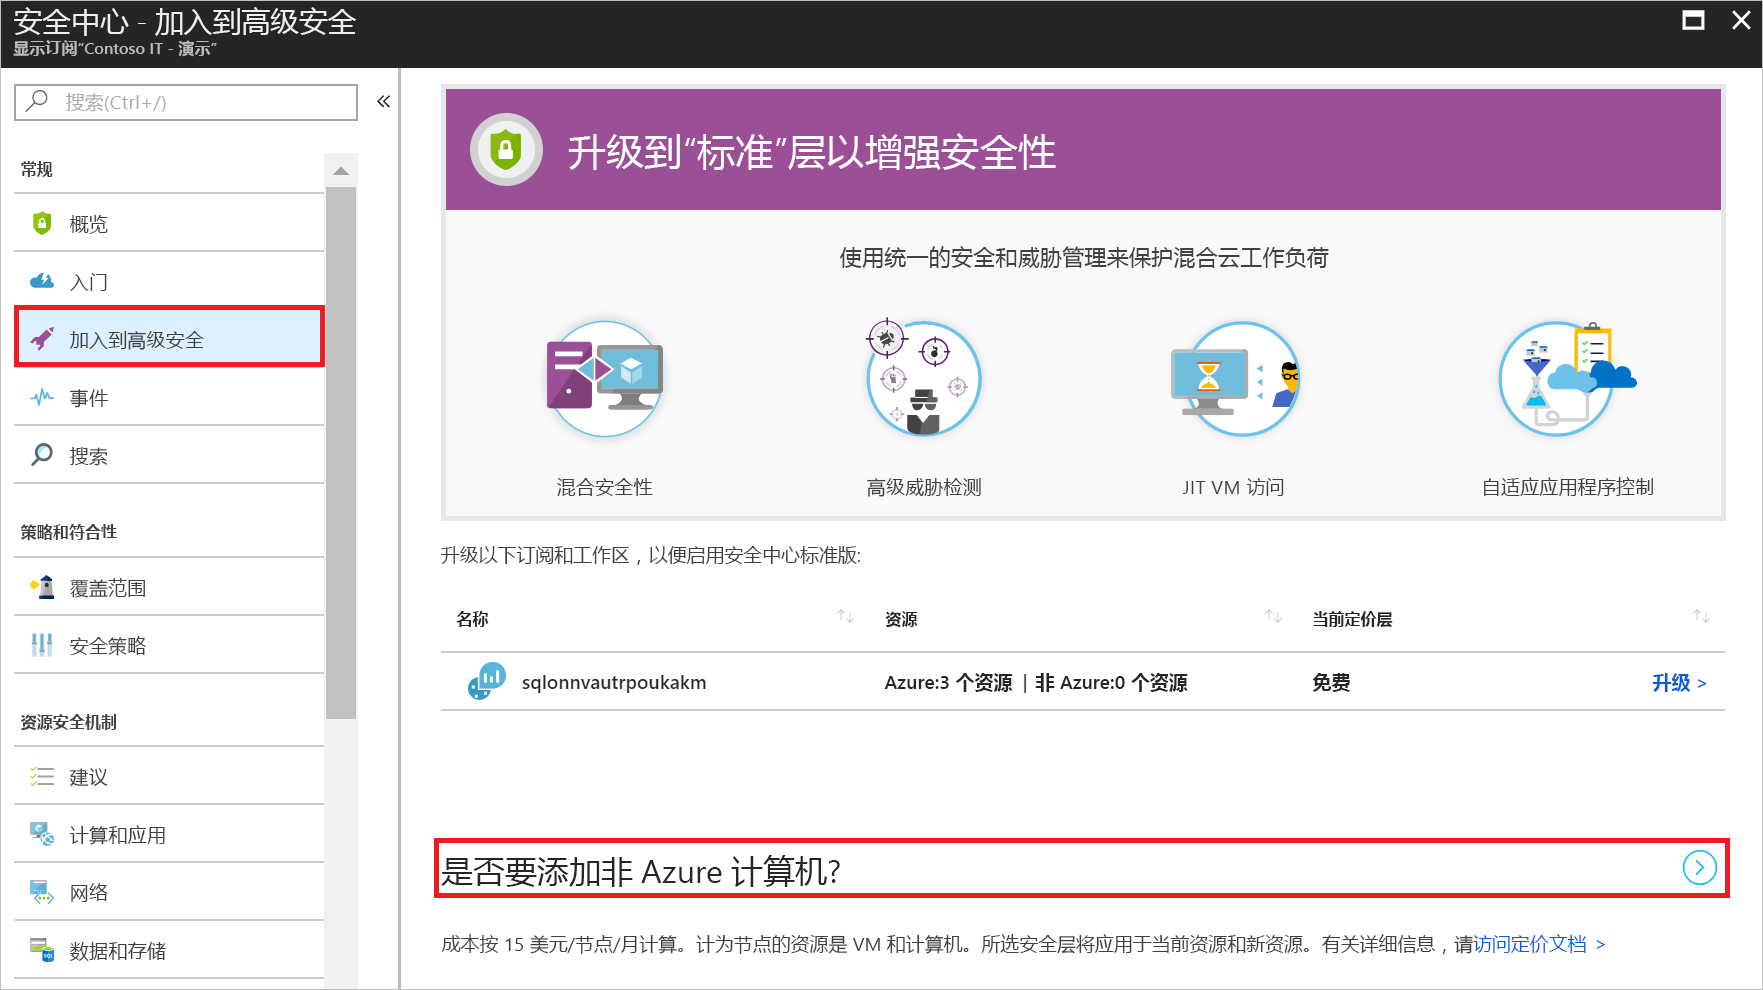 安全中心 - 加入到高级安全
显示订阅“Contoso IT - 演示”
搜索(Ctrl+/)
«
常规
概览
入门
加入到高级安全
事件
搜索
策略和符合性
覆盖范围
安全策略
资源安全机制
建议
计算和应用
网络
数据和存储
升级到“标准”层以增强安全性
使用统一的安全和威胁管理来保护混合云工作负荷
混合安全性
高级威胁检测
JIT VM 访问
自适应应用程序控制
升级以下订阅和工作区，以便启用安全中心标准版:
名称 资源 当前定价层
sqlonnvautrpoukakm Azure:3 个资源 | 非 Azure:0 个资源 免费 升级 >
是否要添加非 Azure 计算机?
成本按 15 美元/节点/月计算。计为节点的资源是 VM 和计算机。所选安全层将应用于当前资源和新资源。有关详细信息，请访问定价文档 >